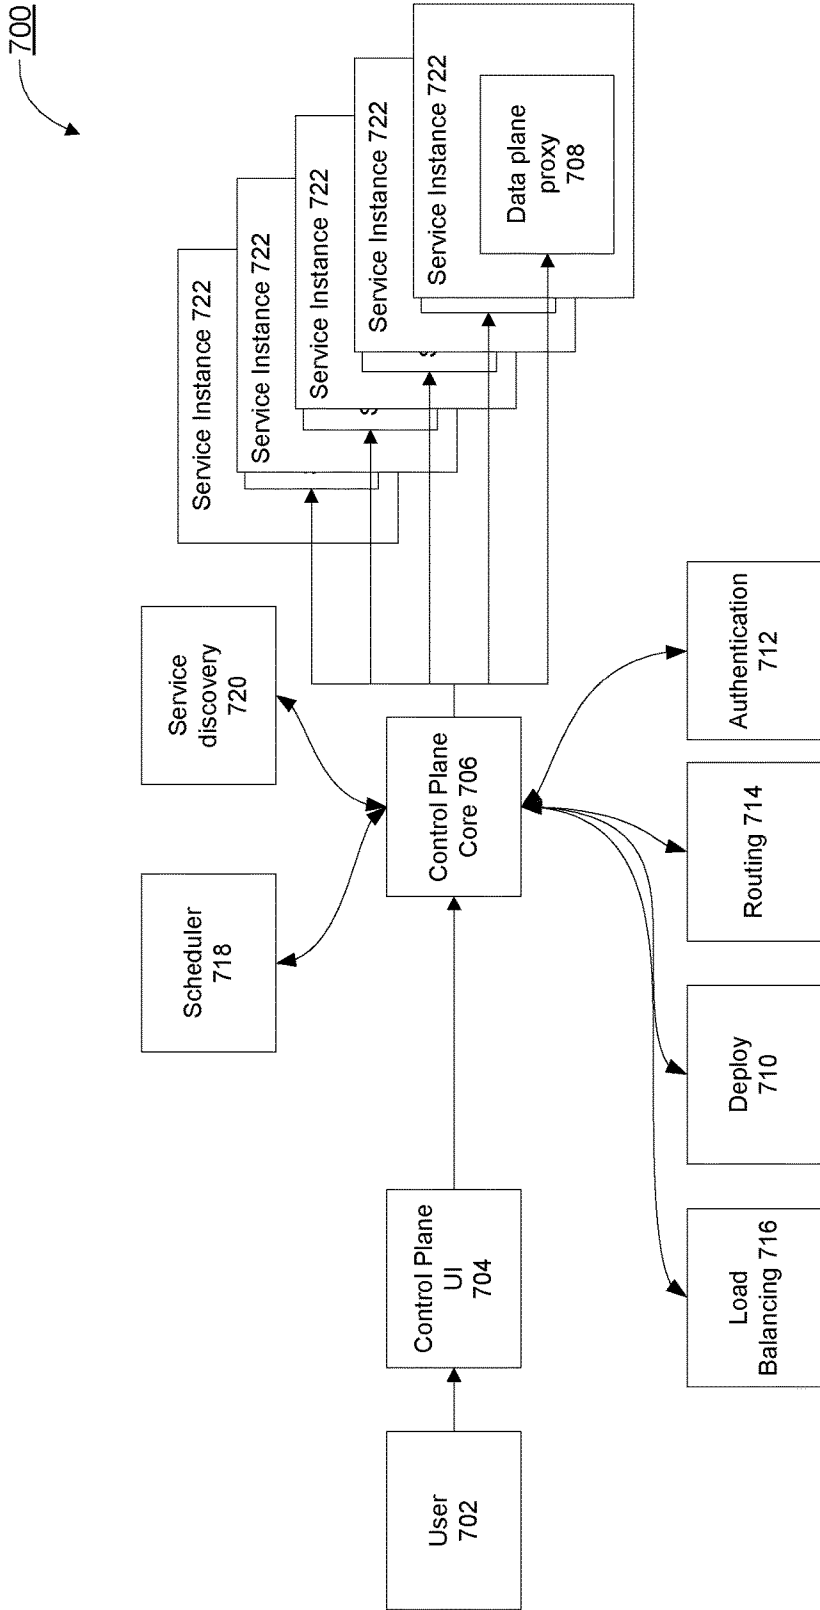 700
Scheduler
718
Service
discovery
720
Service Instance 722
Service Instance 722
Service Instance 722
Service Instance 722
Service Instance 722
Data plane
proxy
708
User
702
Control Plane
UI
704
Control Plane
Core 706
Load
Balancing 716
Deploy
710
Routing 714
Authentication
712